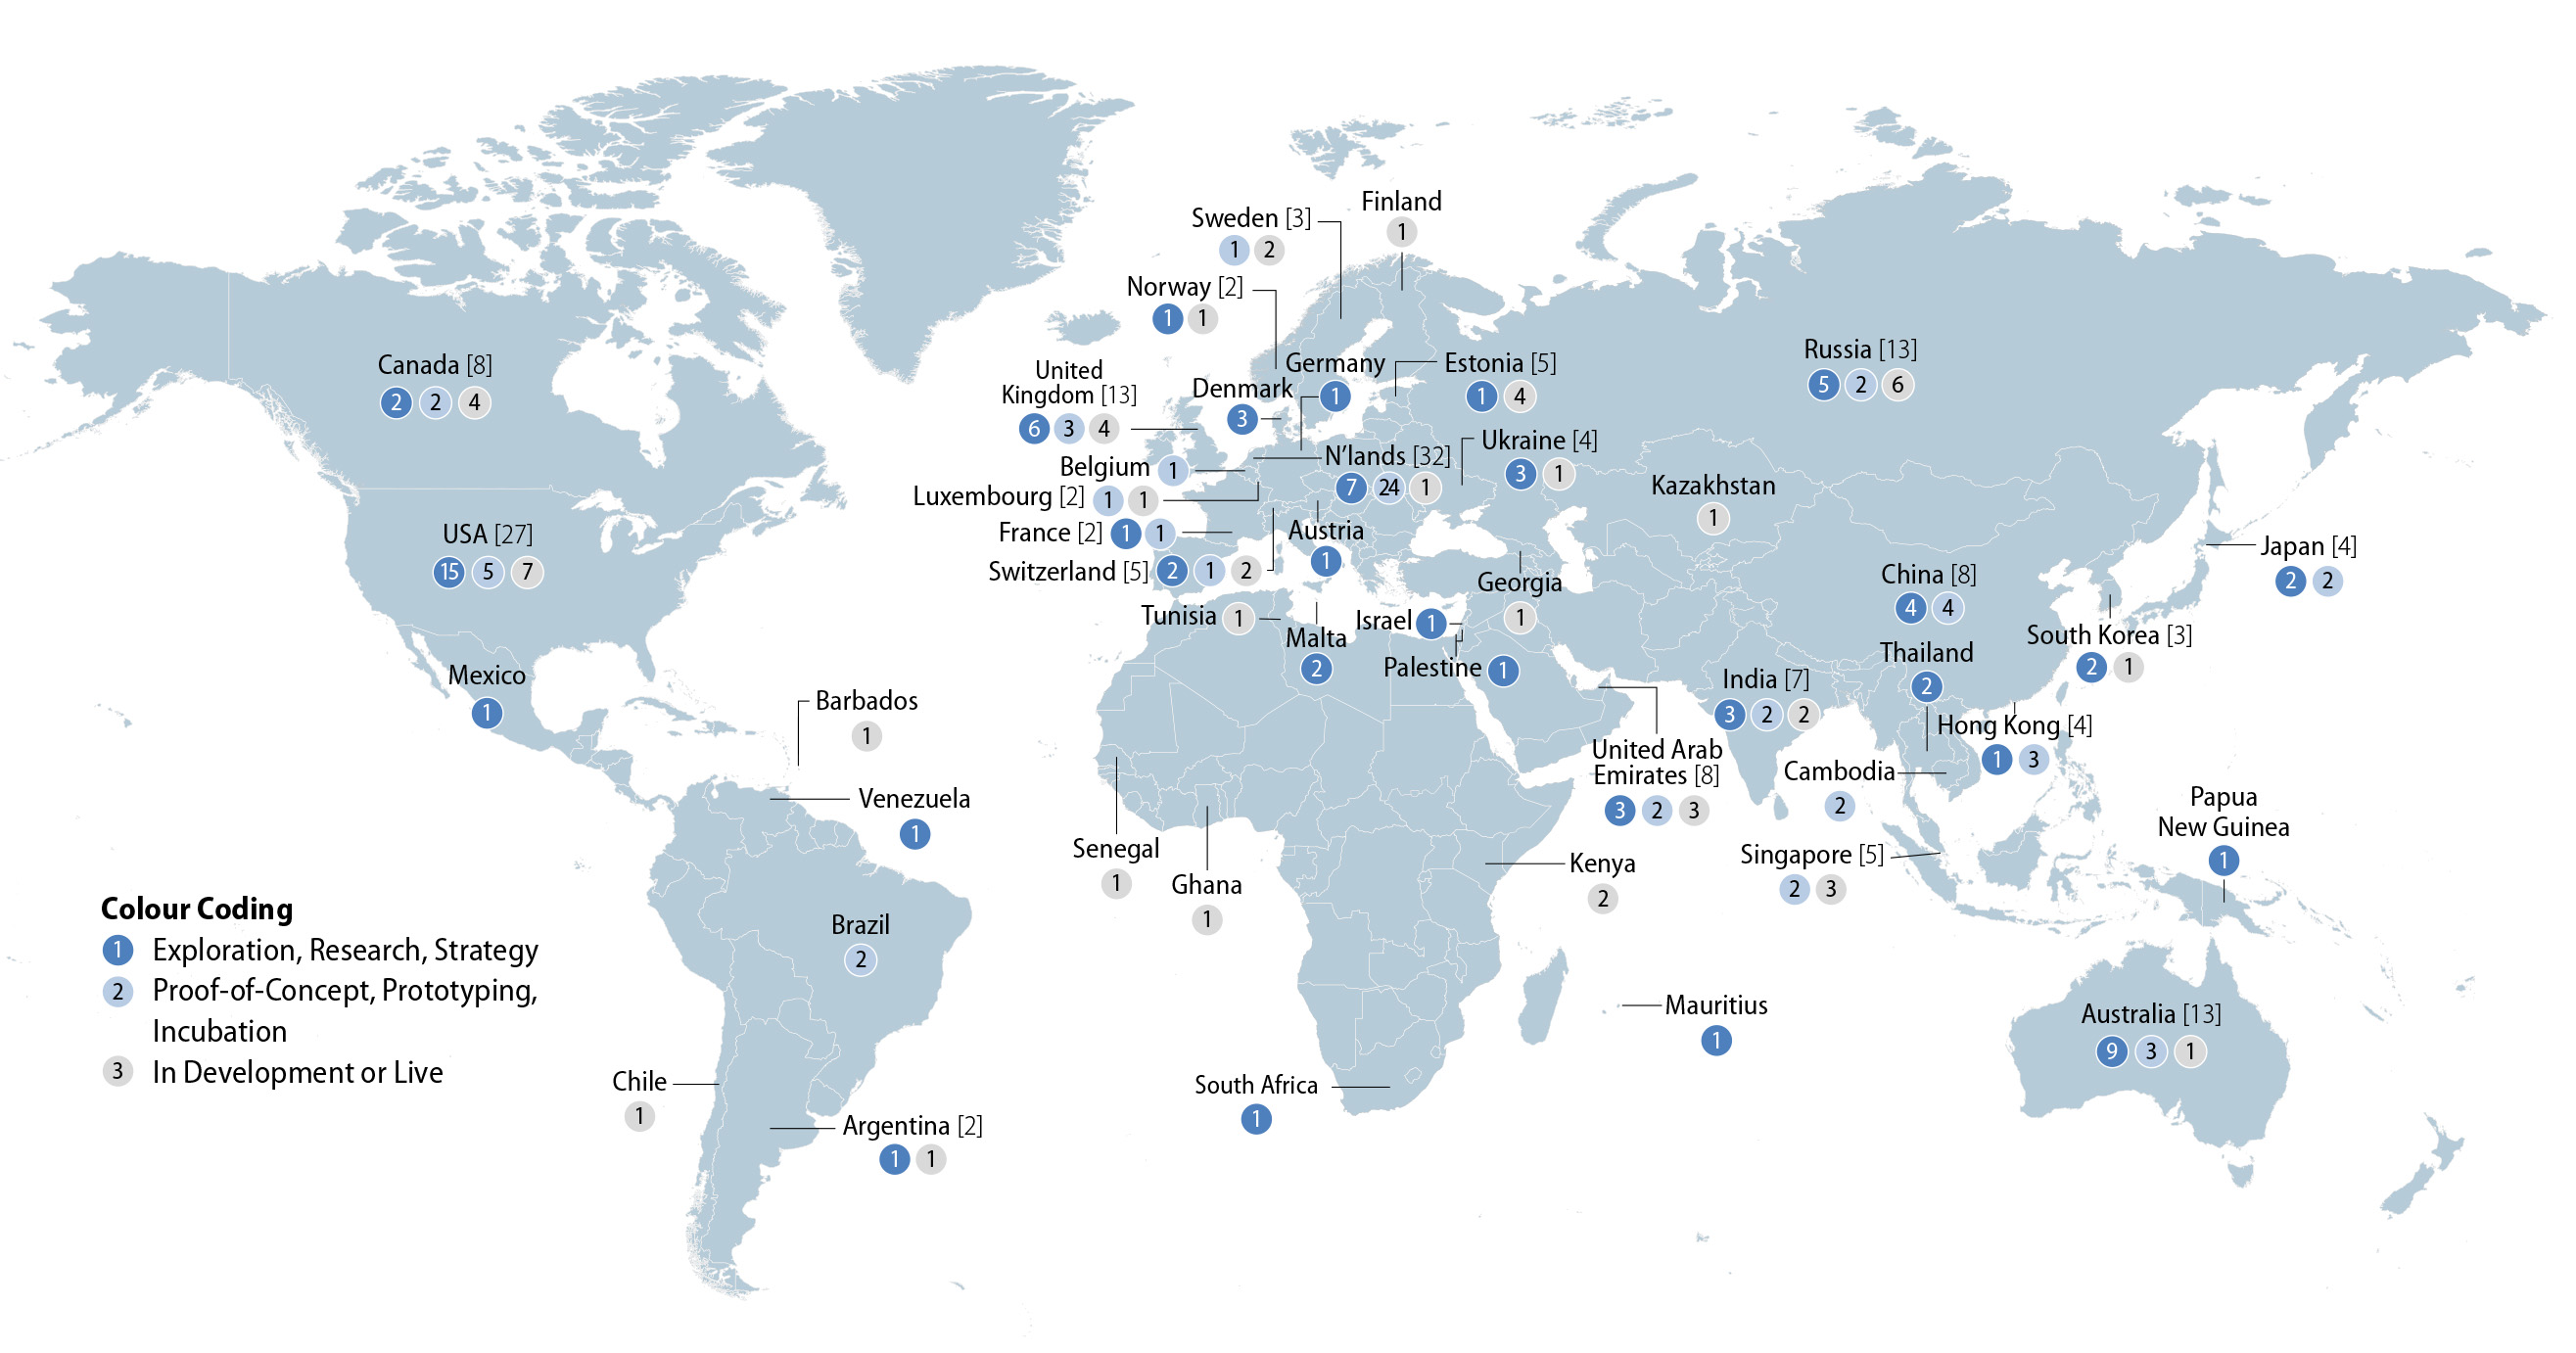 Finland
1
Sweden [3]
1 2
Norway [2]
1 1
Canada [8]
2 2 4
United
Kingdom [13]
6 3 4
Denmark
3
Germany
1
Estonia [5]
1 4
Russia [13]
5 2 6
Belgium 1
Luxembourg [2] 1 1
France [2] 1 1
Switzerland [5] 2 1 2
N'lands [32]
7 24 1
Ukraine [4]
3 1
Austria
1
Kazakhstan
1
Georgia
1
USA [27]
15 5 7
Japan [4]
2 2
China [8]
4 4
South Korea [3]
2 1
Tunisia 1
Malta
2
Israel 1
Palestine 1
Thailand
2
India [7]
3 2 2
Hong Kong [4]
1 3
Mexico
1
Barbados
1
Venezuela
1
United Arab
Emirates [8]
3 2 3
Cambodia
2
Singapore [5]
2 3
Papua
New Guinea
1
Senegal
1
Ghana
1
Kenya
2
Brazil
2
Mauritius
1
Australia [13]
9 3 1
South Africa
1
Chile
1
Argentina [2]
1 1
Colour Coding
1 Exploration, Research, Strategy
2 Proof-of-Concept, Prototyping,
Incubation
3 In Development or Live